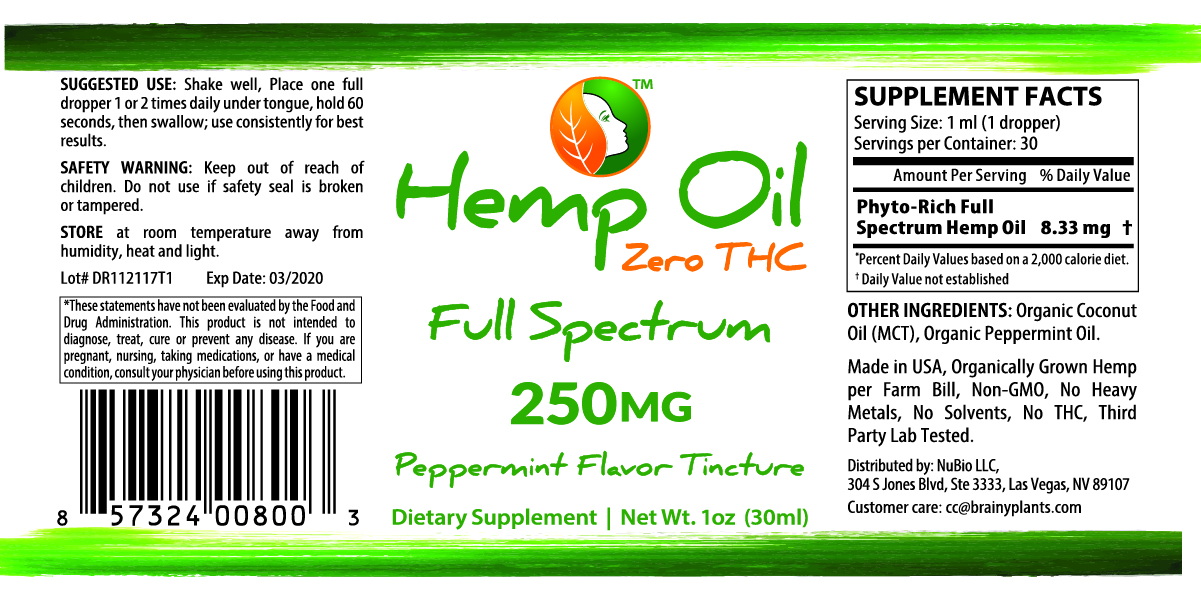 SUGGESTED USE: Shake well, Place one full
dropper 1 or 2 times daily under tongue, hold 60
seconds, then swallow; use consistently for best
results.
SAFETY WARNING: Keep out of reach of
children. Do not use if safety seal is broken
or tampered.
STORE at room temperature away from
humidity, heat and light.
Lot# DR112117T1 Exp Date: 03/2020
*These statements have not been evaluated by the Food and
Drug Administration. This product is not intended to
diagnose, treat, cure or prevent any disease. If you are
pregnant, nursing, taking medications, or have a medical
condition, consult your physician before using this product.
8 57324 00800 3
TM
Hemp Oil
Zero THC
Full Spectrum
250MG
Peppermint Flavor Tincture
Dietary Supplement | Net Wt. 1oz (30ml)
SUPPLEMENT FACTS
Serving Size: 1 ml (1 dropper)
Servings per Container: 30
Amount Per Serving % Daily Value
Phyto-Rich Full
Spectrum Hemp Oil 8.33 mg †
*Percent Daily Values based on a 2,000 calorie diet.
† Daily Value not established
OTHER INGREDIENTS: Organic Coconut
Oil (MCT), Organic Peppermint Oil.
Made in USA, Organically Grown Hemp
per Farm Bill, Non-GMO, No Heavy
Metals, No Solvents, No THC, Third
Party Lab Tested.
Distributed by: NuBio LLC,
304 S Jones Blvd, Ste 3333, Las Vegas, NV 89107
Customer care: cc@brainyplants.com